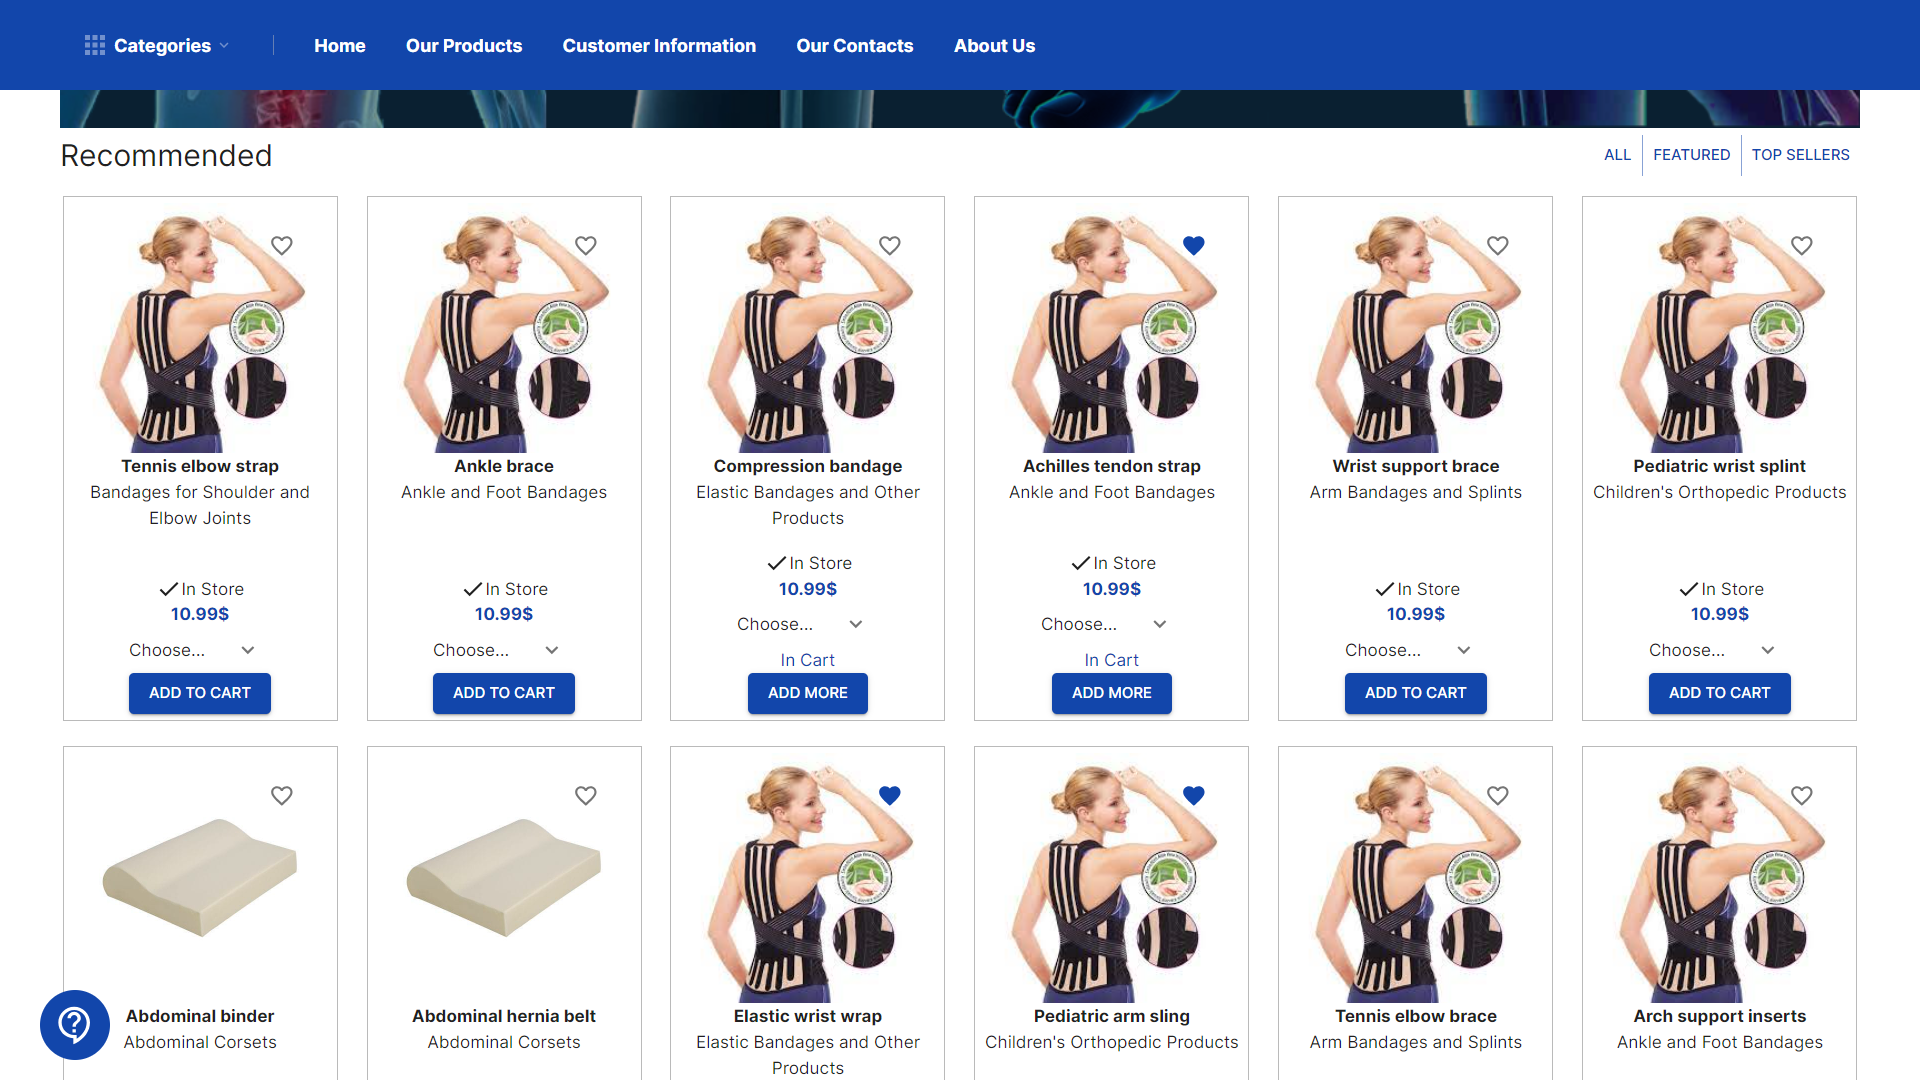 Categories
Home
Our Products
Customer Information
Our Contacts
About Us
Recommended
ALL
FEATURED
TOP SELLERS
Tennis elbow strap
Bandages for Shoulder and
Elbow Joints
In Store
10.99$
Choose...
ADD TO CART
Ankle brace
Ankle and Foot Bandages
In Store
10.99$
Choose...
ADD TO CART
Compression bandage
Elastic Bandages and Other
Products
In Store
10.99$
Choose...
In Cart
ADD MORE
Achilles tendon strap
Ankle and Foot Bandages
In Store
10.99$
Choose...
In Cart
ADD MORE
Wrist support brace
Arm Bandages and Splints
In Store
10.99$
Choose...
ADD TO CART
Pediatric wrist splint
Children's Orthopedic Products
In Store
10.99$
Choose...
ADD TO CART
Abdominal binder
Abdominal Corsets
Abdominal hernia belt
Abdominal Corsets
Elastic wrist wrap
Elastic Bandages and Other
Products
Pediatric arm sling
Children's Orthopedic Products
Tennis elbow brace
Arm Bandages and Splints
Arch support inserts
Ankle and Foot Bandages